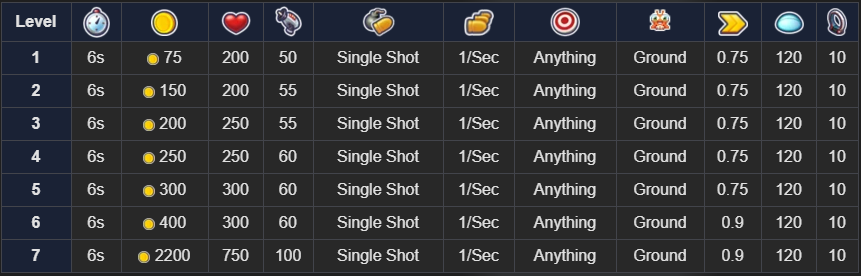 Level
1 6s 75 200 50 Single Shot 1/Sec Anything Ground 0.75 120 10
2 6s 150 200 55 Single Shot 1/Sec Anything Ground 0.75 120 10
3 6s 200 250 55 Single Shot 1/Sec Anything Ground 0.75 120 10
4 6s 250 250 60 Single Shot 1/Sec Anything Ground 0.75 120 10
5 6s 300 300 60 Single Shot 1/Sec Anything Ground 0.75 120 10
6 6s 400 300 60 Single Shot 1/Sec Anything Ground 0.9 120 10
7 6s 2200 750 100 Single Shot 1/Sec Anything Ground 0.9 120 10